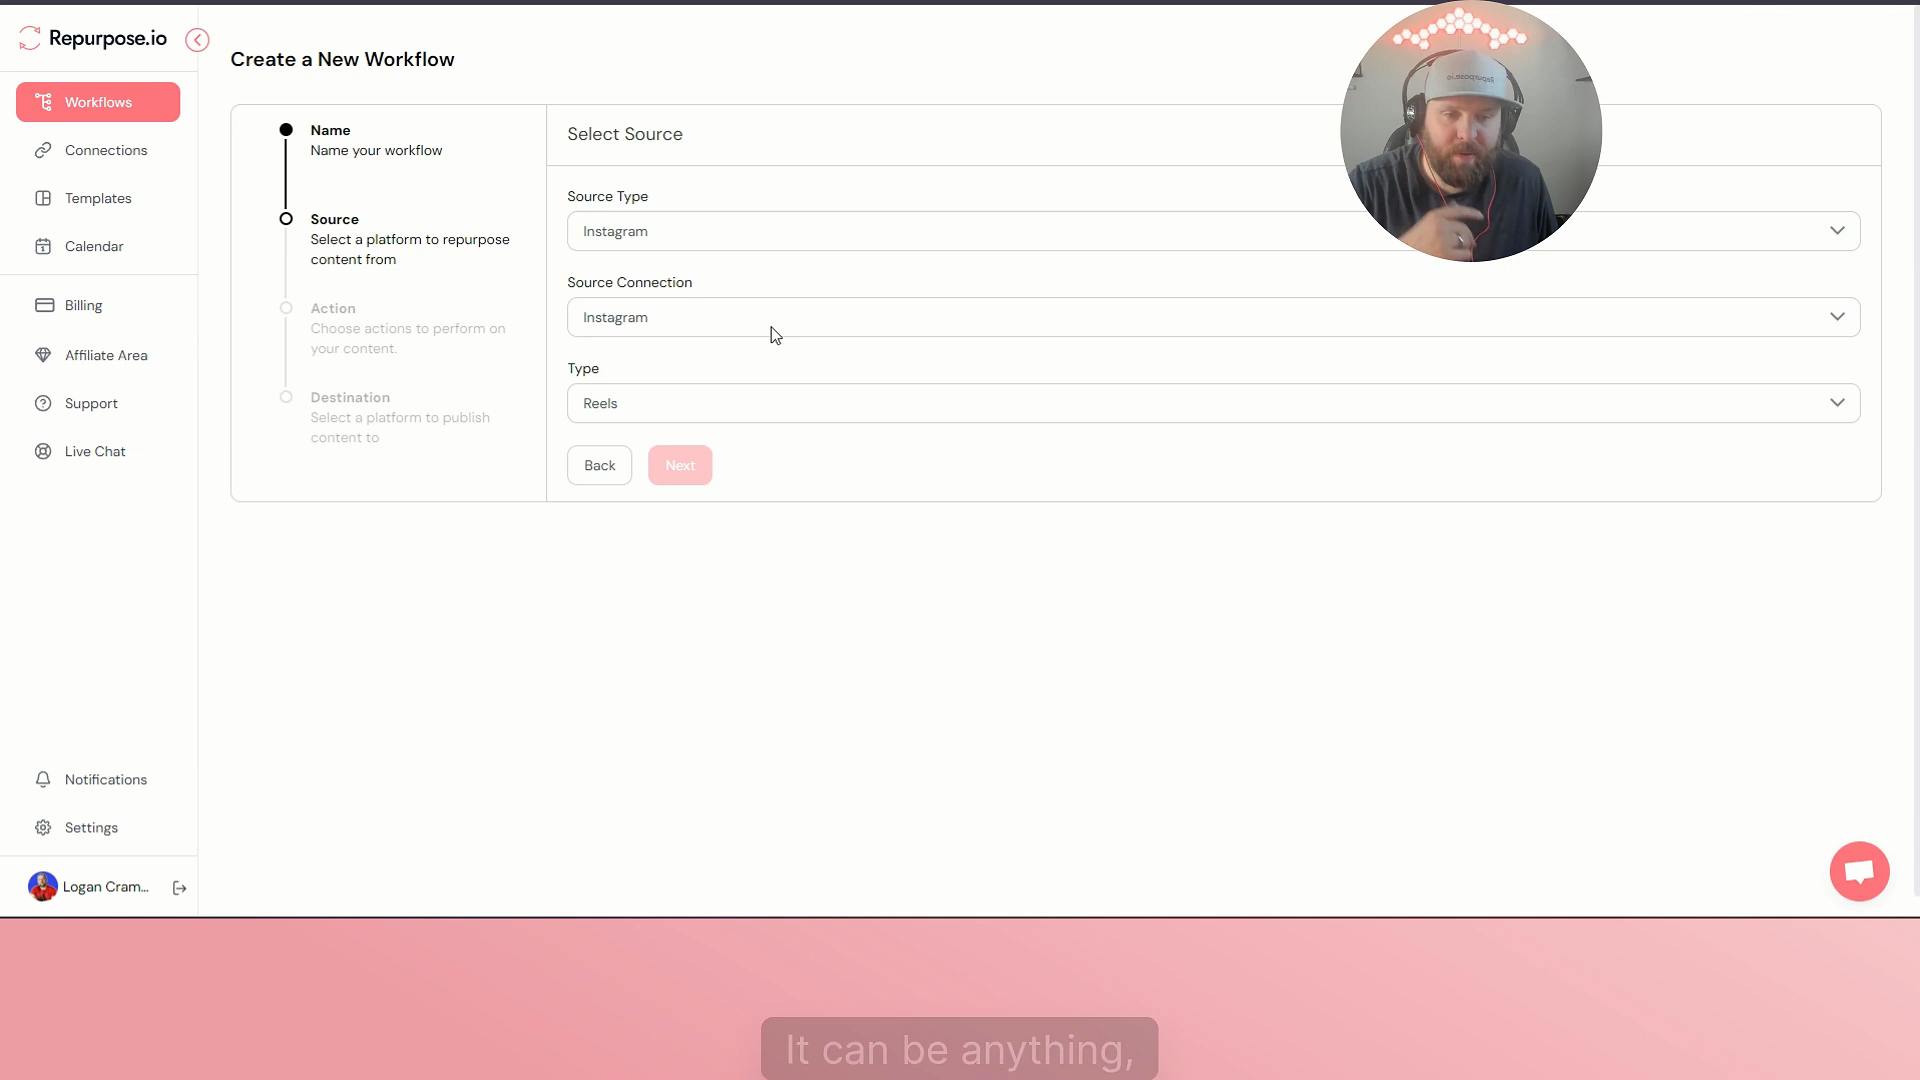 Repurpose.io
Workflows
Connections
Templates
Calendar
Billing
Affiliate Area
Support
Live Chat
Notifications
Settings
Logan Cram...
Create a New Workflow
Name
Name your workflow
Source
Select a platform to repurpose
content from
Action
Choose actions to perform on
your content.
Destination
Select a platform to publish
content to
Select Source
Source Type
Instagram
Source Connection
Instagram
Type
Reels
Back
Next
Repurpose.io
It can be anything,